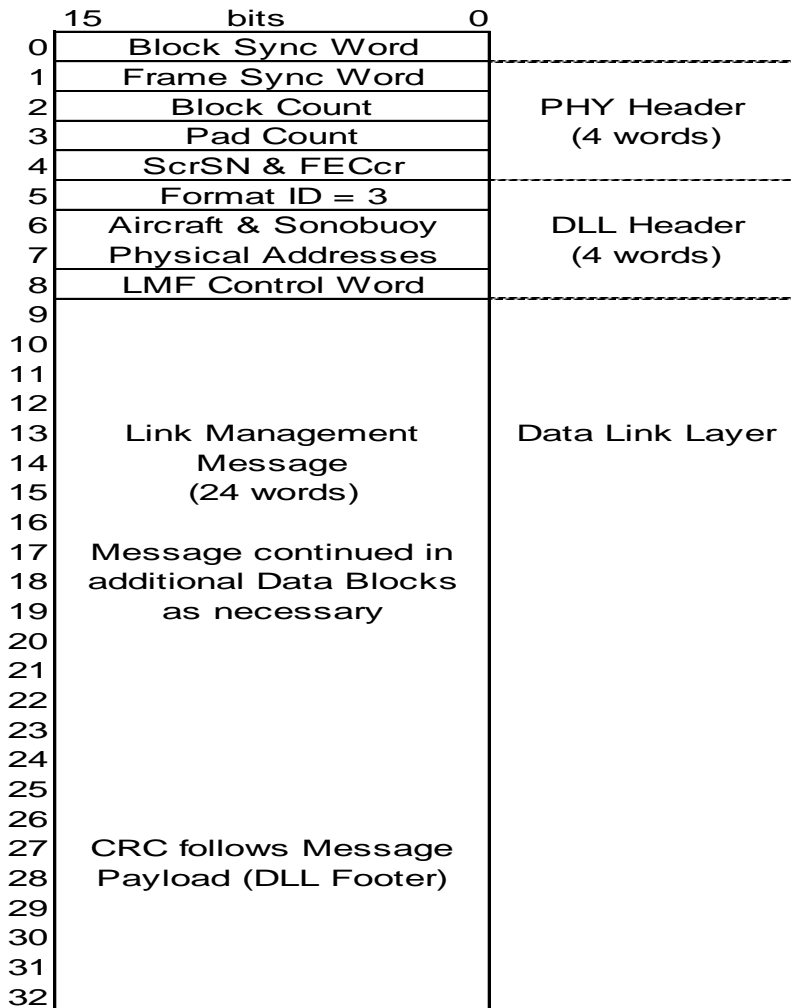 15 bits 0
0 Block Sync Word
1 Frame Sync Word
2 Block Count PHY Header
3 Pad Count (4 words)
4 ScrSN & FECcr
5 Format ID = 3
6 Aircraft & Sonobuoy DLL Header
7 Physical Addresses (4 words)
8 LMF Control Word
9
10
11
12
13 Link Management Data Link Layer
14 Message
15 (24 words)
16
17 Message continued in
18 additional Data Blocks
19 as necessary
20
21
22
23
24
25
26
27 CRC follows Message
28 Payload (DLL Footer)
29
30
31
32